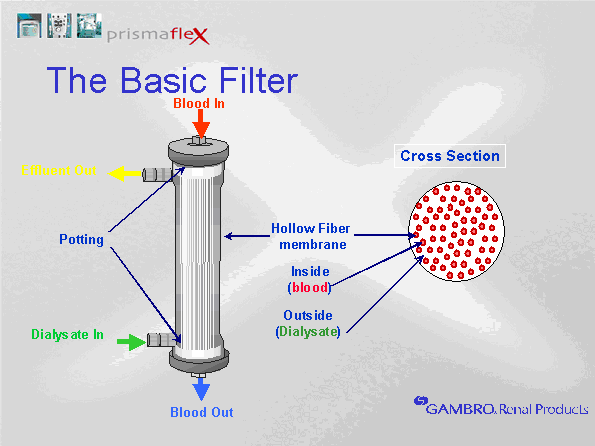 prismafleX
The Basic Filter
Blood In
Effluent Out
Cross Section
Potting
Hollow Fiber
membrane
Inside
(blood)
Outside
(Dialysate)
Dialysate In
Blood Out
GAMBRO® Renal Products